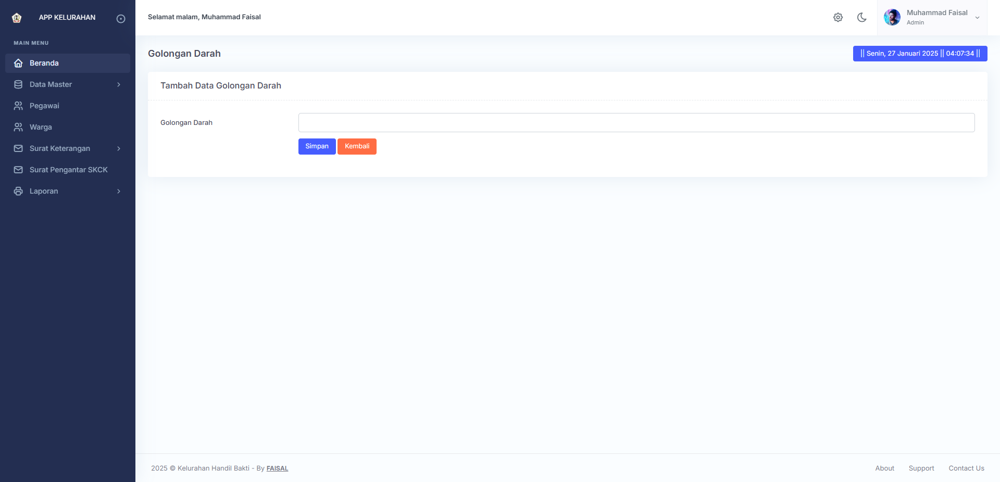 APP KELURAHAN
MAIN MENU
Beranda
Data Master
Pegawai
Warga
Surat Keterangan
Surat Pengantar SKCK
Laporan
Selamat malam, Muhammad Faisal
Muhammad Faisal
Admin
Golongan Darah
|| Senin, 27 Januari 2025 || 04:07:34 ||
Tambah Data Golongan Darah
Golongan Darah
Simpan Kembali
2025 © Kelurahan Handil Bakti - By FAISAL
About Support Contact Us